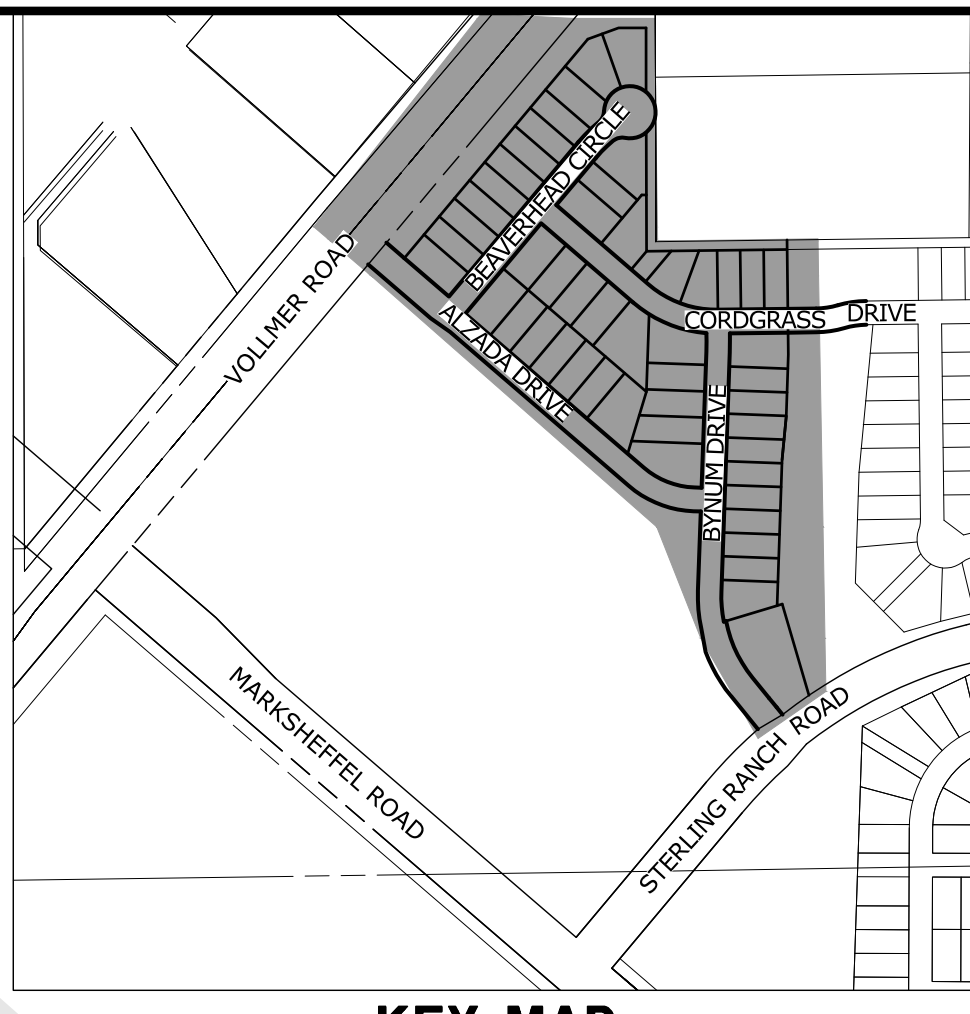 BEAVERHEAD CIRCLE
VOLLMER ROAD
ALZADA DRIVE
CORDGRASS DRIVE
BYNUM DRIVE
MARKSHEFFEL ROAD
STERLING RANCH ROAD
KEY MAP